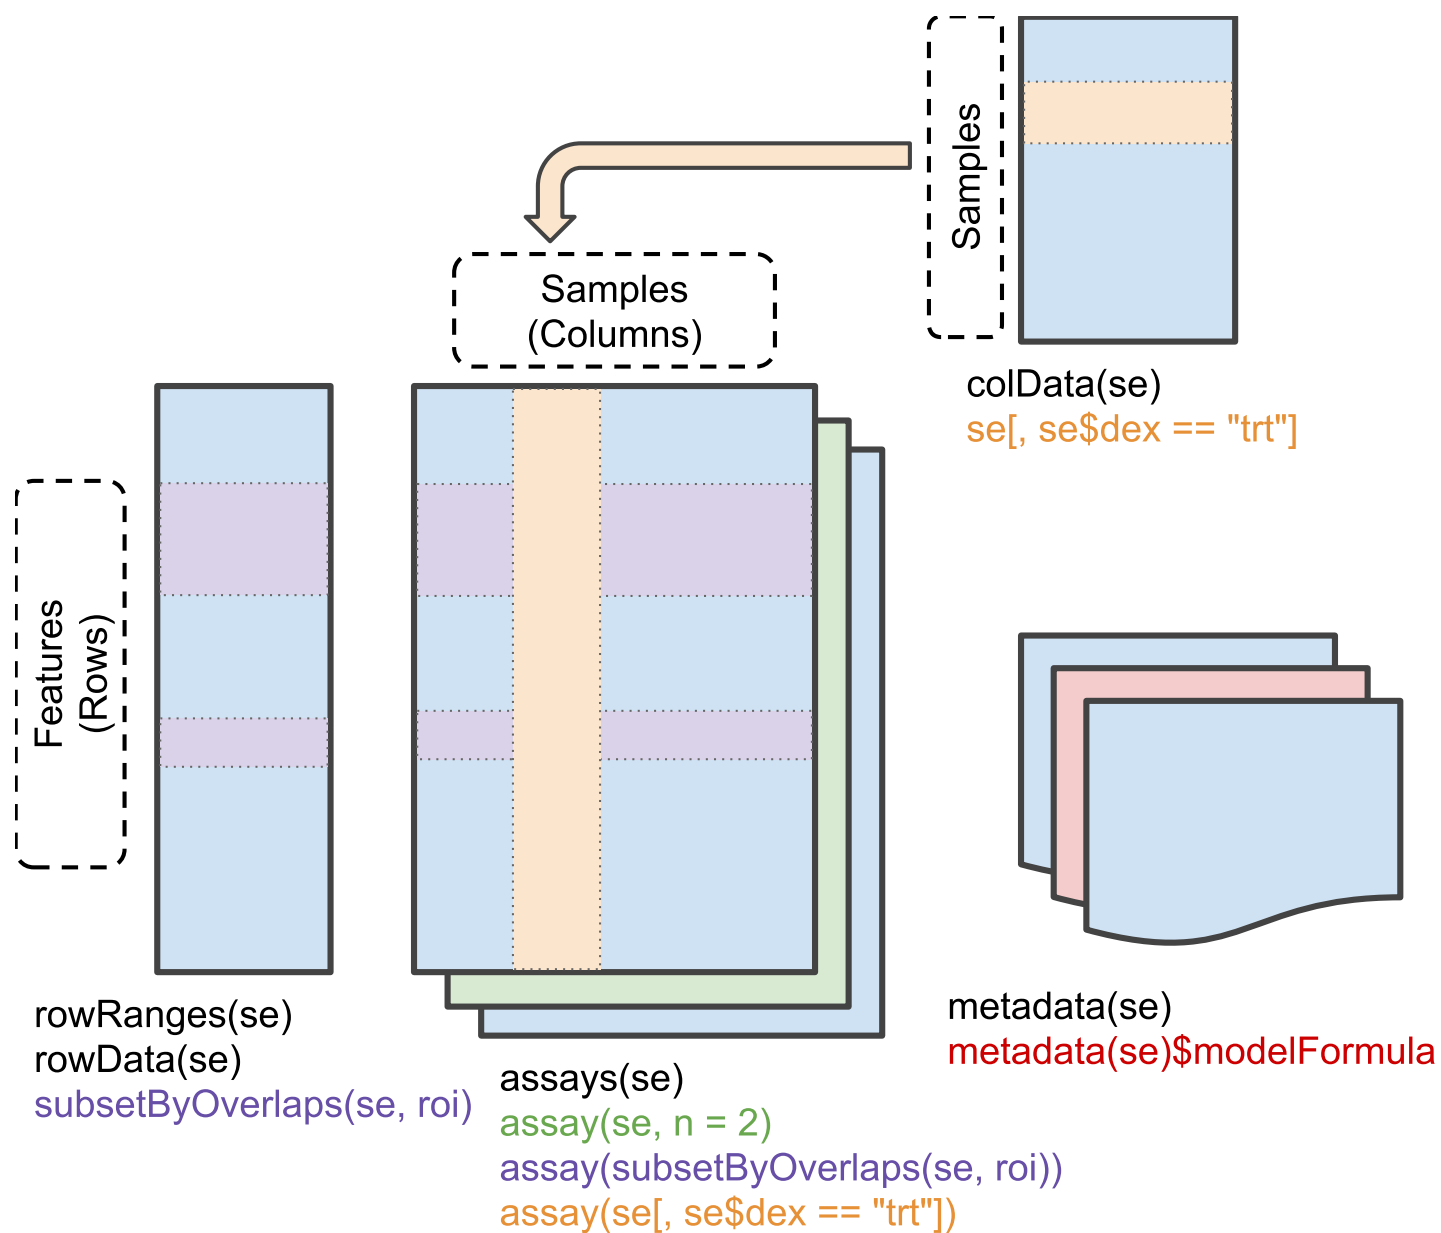 Samples
Samples
(Columns)
colData(se)
se[, se$dex == "trt"]
Features
(Rows)
rowRanges(se)
rowData(se)
subsetByOverlaps(se, roi)
assays(se)
assay(se, n = 2)
assay(subsetByOverlaps(se, roi))
assay(se[, se$dex == "trt"])
metadata(se)
metadata(se)$modelFormula